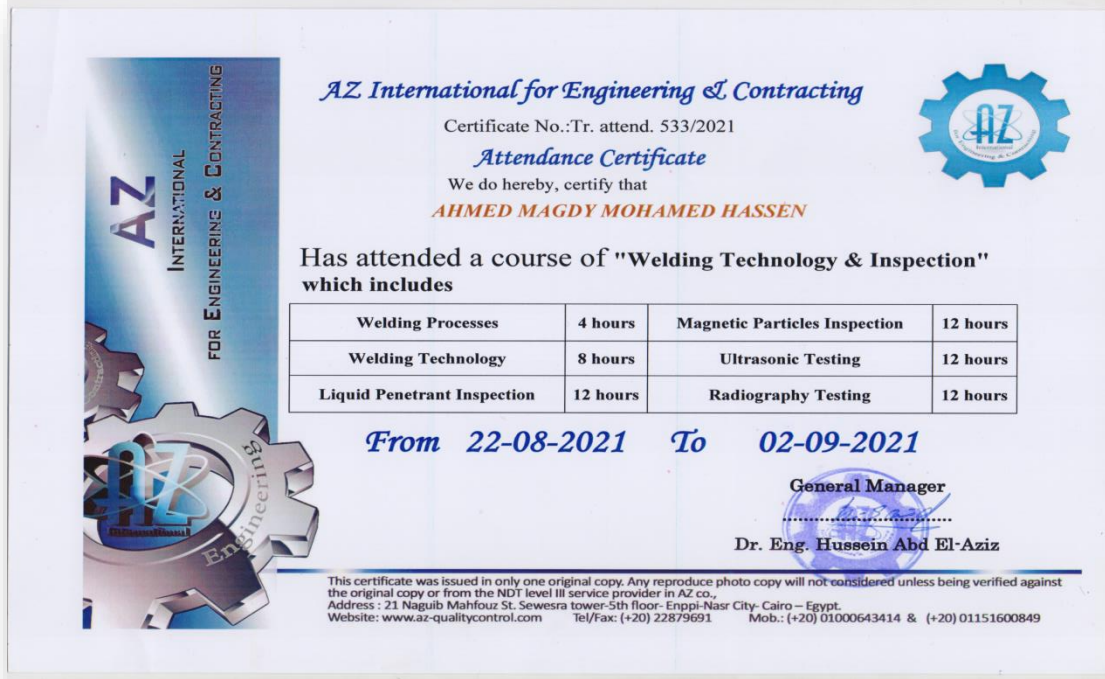 AZ
INTERNATIONAL
FOR ENGINEERING & CONTRACTING
AZ International for Engineering & Contracting
Certificate No.:Tr. attend. 533/2021
Attendance Certificate
We do hereby, certify that
AHMED MAGDY MOHAMED HASSEN
AZ
International
for Engineering & Contracting
Has attended a course of "Welding Technology & Inspection"
which includes
Welding Processes 4 hours Magnetic Particles Inspection 12 hours
Welding Technology 8 hours Ultrasonic Testing 12 hours
Liquid Penetrant Inspection 12 hours Radiography Testing 12 hours
From 22-08-2021 To 02-09-2021
AZ
Engineering
General Manager
Dr. Eng. Hussein Abd El-Aziz
This certificate was issued in only one original copy. Any reproduce photo copy will not considered unless being verified against
the original copy or from the NDT level III service provider in AZ co.,
Address : 21 Naguib Mahfouz St. Sewesra tower-5th floor- Enppi-Nasr City- Cairo – Egypt.
Website: www.az-qualitycontrol.com Tel/Fax: (+20) 22879691 Mob.: (+20) 01000643414 & (+20) 01151600849